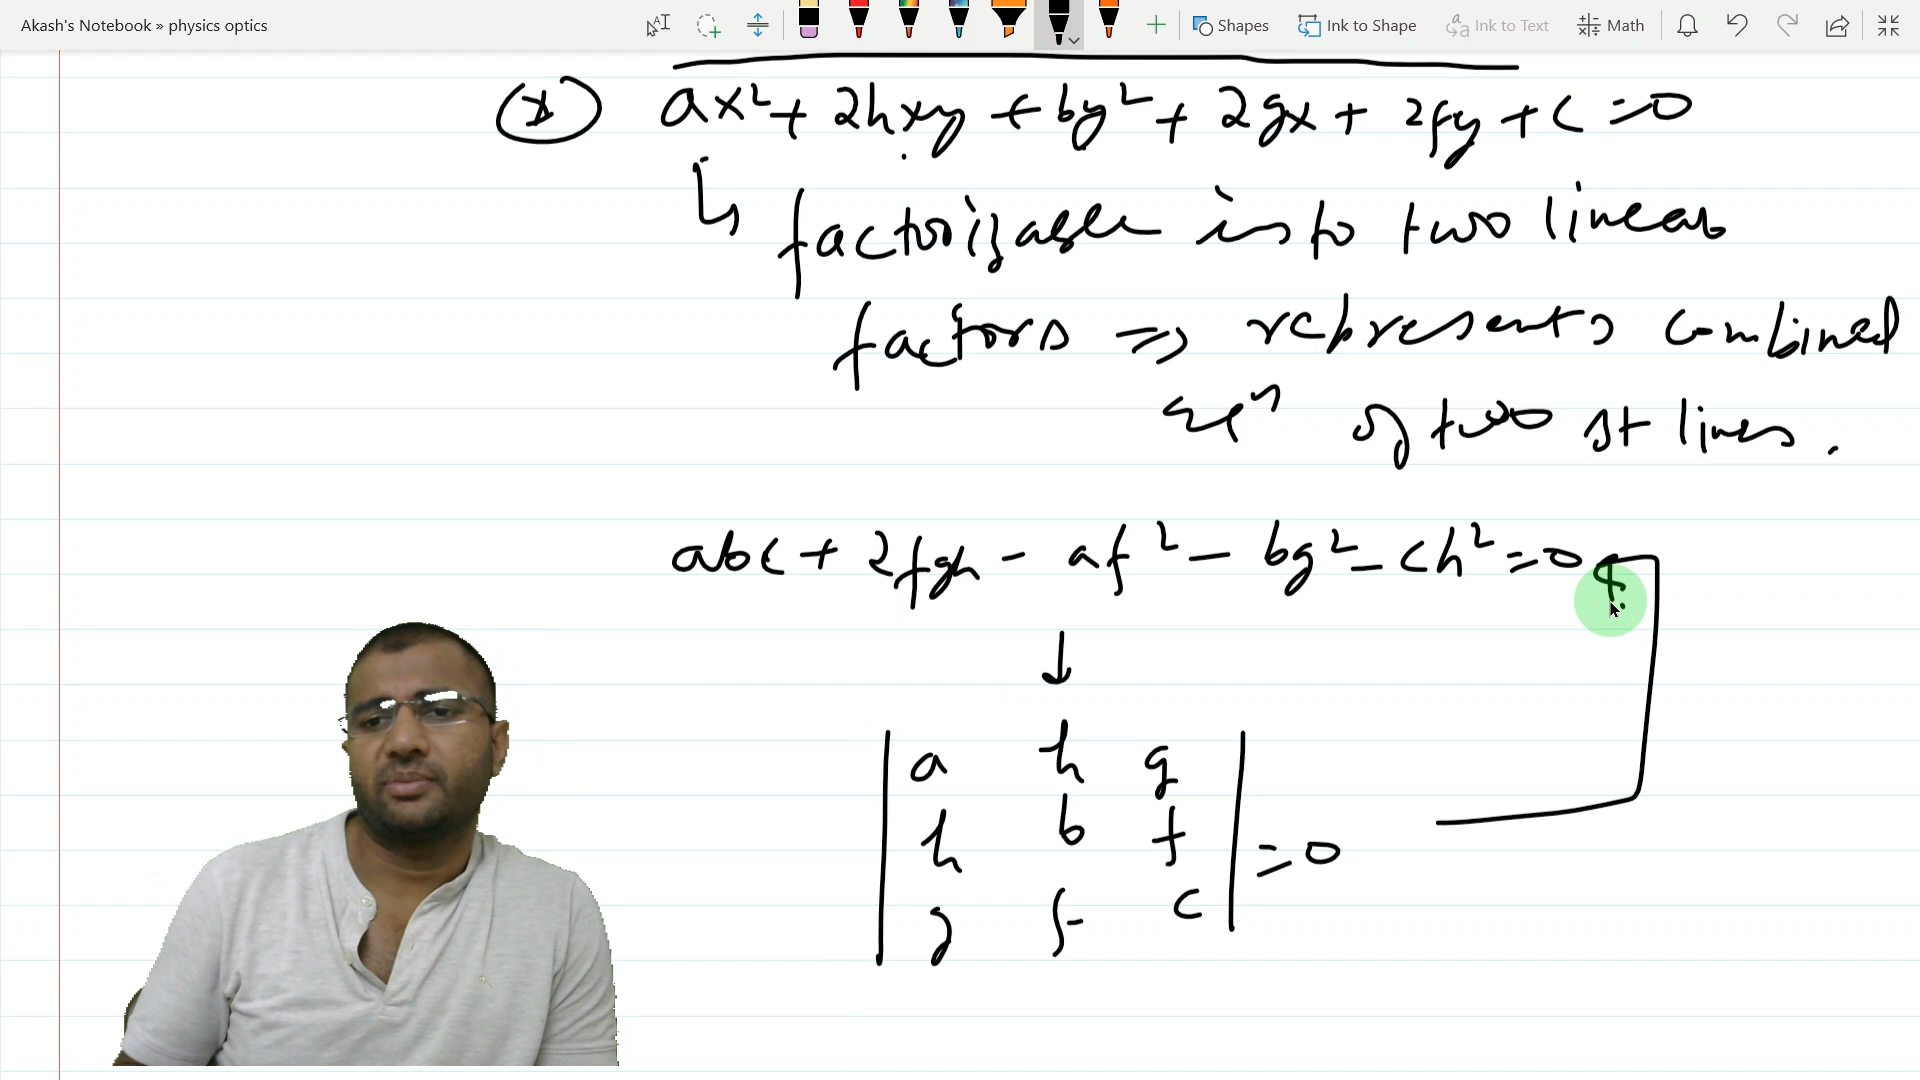 Akash's Notebook » physics optics
Shapes Ink to Shape Ink to Text Math
ax² + 2hxy + by² + 2gx + 2fy + c = 0
↳ factorizable into two linear
factors ⇒ represents combined
eqⁿ of two st lines.
abc + 2fgh - af² - bg² - ch² = 0
↓
| a h g |
| h b f | = 0
| g f c |